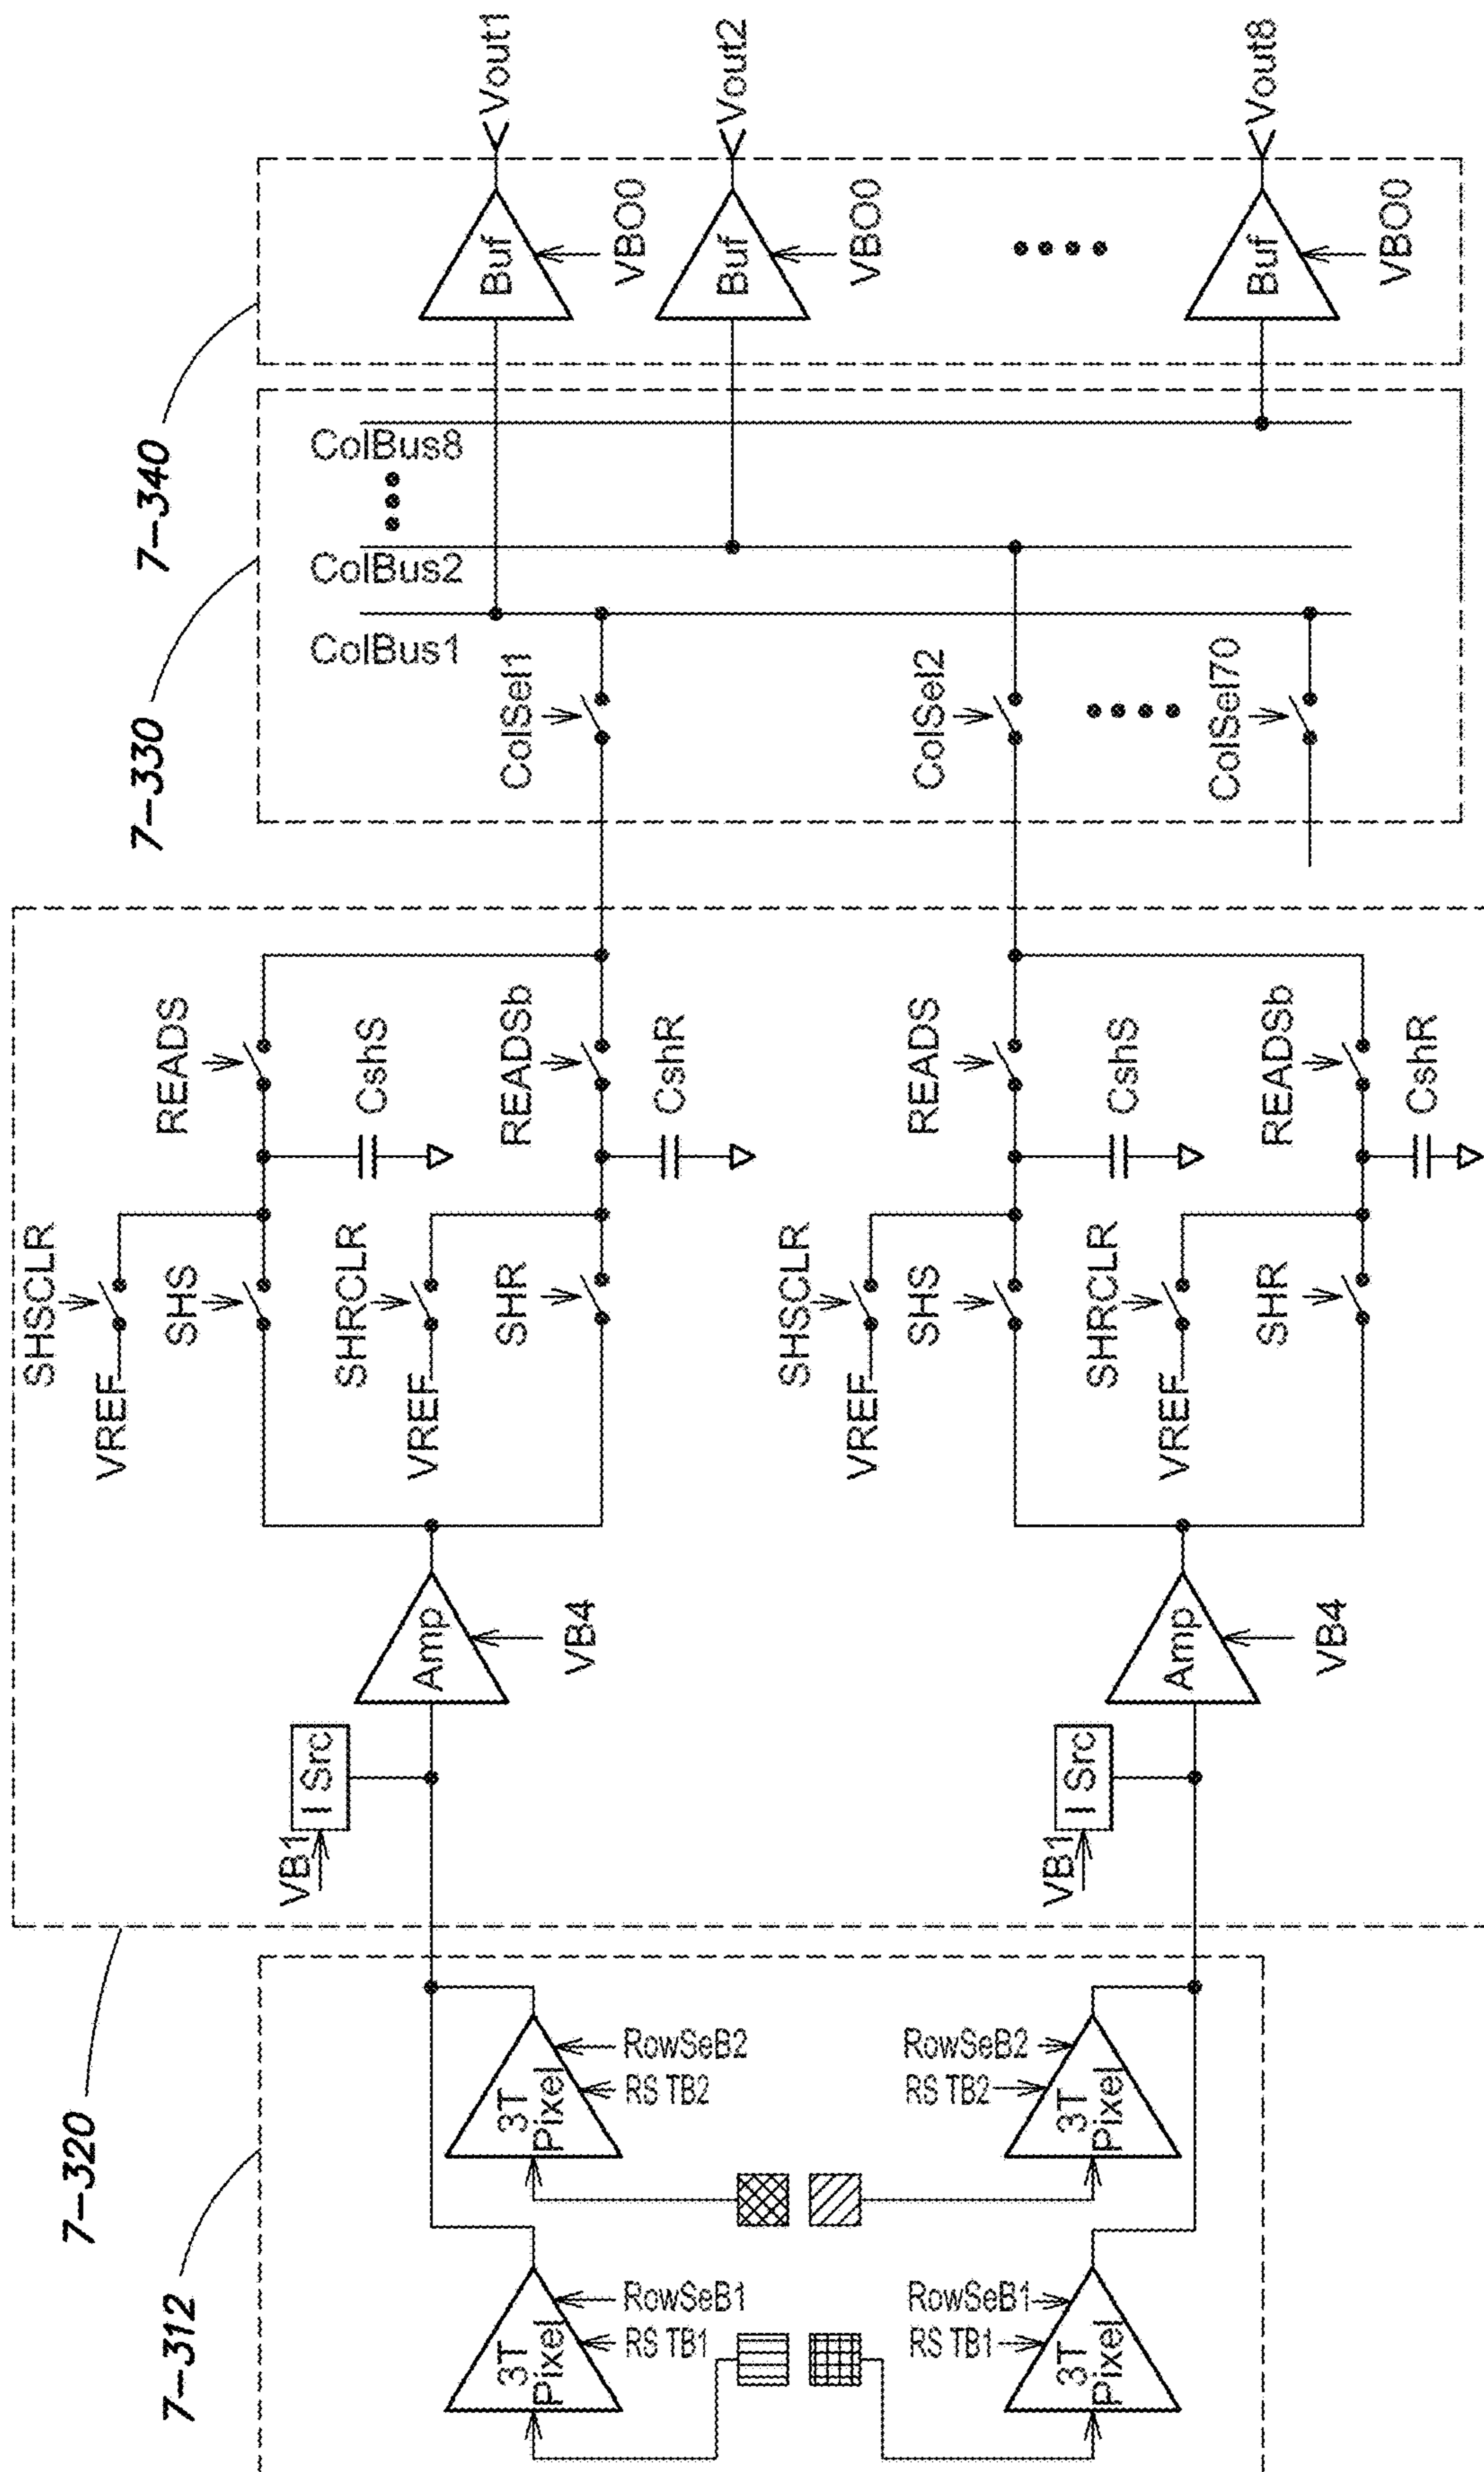 7-312
7-320
7-330
7-340
3T Pixel
RowSeB1
RS TB1
3T Pixel
RowSeB2
RS TB2
RowSeB1
RS TB1
3T Pixel
RowSeB2
RS TB2
3T Pixel
VB1
I Src
Amp
VB4
SHSCLR
VREF
SHS
SHRCLR
VREF
SHR
READS
CshS
READSb
CshR
VB1
I Src
Amp
VB4
SHSCLR
VREF
SHS
SHRCLR
VREF
SHR
READS
CshS
READSb
CshR
ColSel1
ColSel2
ColSel70
ColBus1
ColBus2
ColBus8
Buf
VBO0
Vout1
Buf
VBO0
Vout2
Buf
VBO0
Vout8